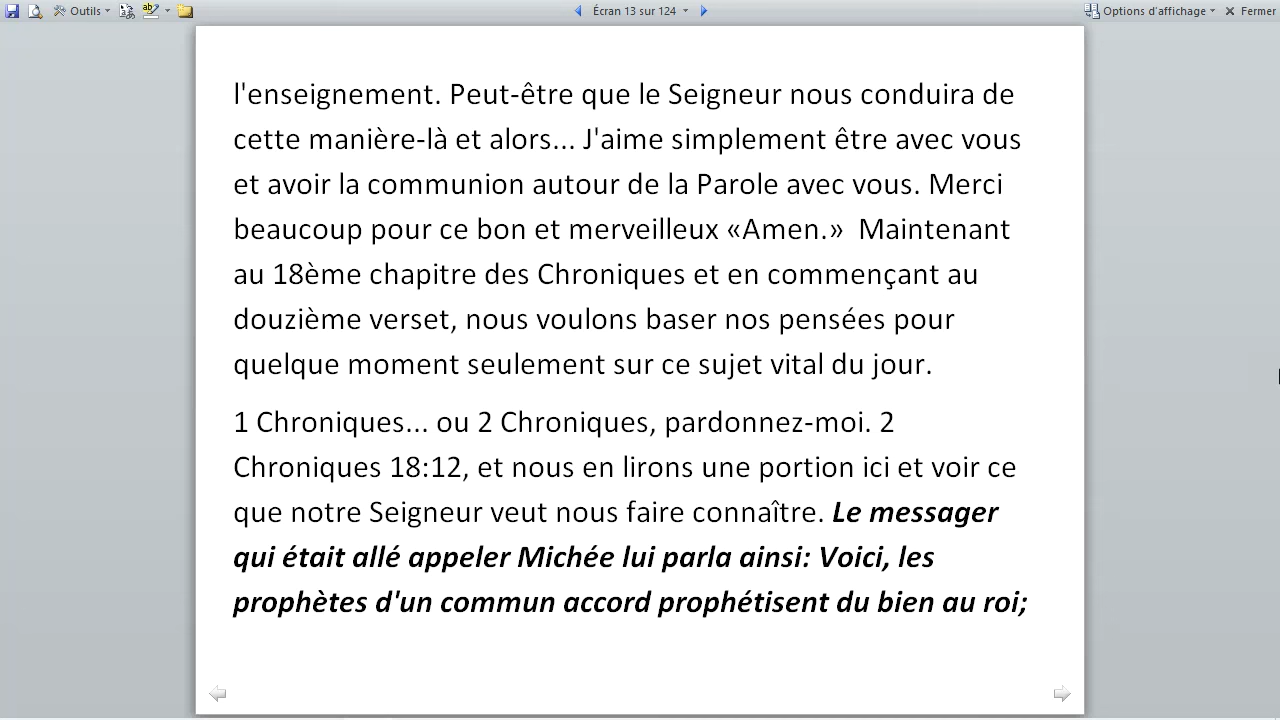 Outils
Écran 13 sur 124
Options d'affichage
Fermer
l'enseignement. Peut-être que le Seigneur nous conduira de
cette manière-là et alors... J'aime simplement être avec vous
et avoir la communion autour de la Parole avec vous. Merci
beaucoup pour ce bon et merveilleux «Amen.»  Maintenant
au 18ème chapitre des Chroniques et en commençant au
douzième verset, nous voulons baser nos pensées pour
quelque moment seulement sur ce sujet vital du jour.
1 Chroniques... ou 2 Chroniques, pardonnez-moi. 2
Chroniques 18:12, et nous en lirons une portion ici et voir ce
que notre Seigneur veut nous faire connaître. Le messager
qui était allé appeler Michée lui parla ainsi: Voici, les
prophètes d'un commun accord prophétisent du bien au roi;